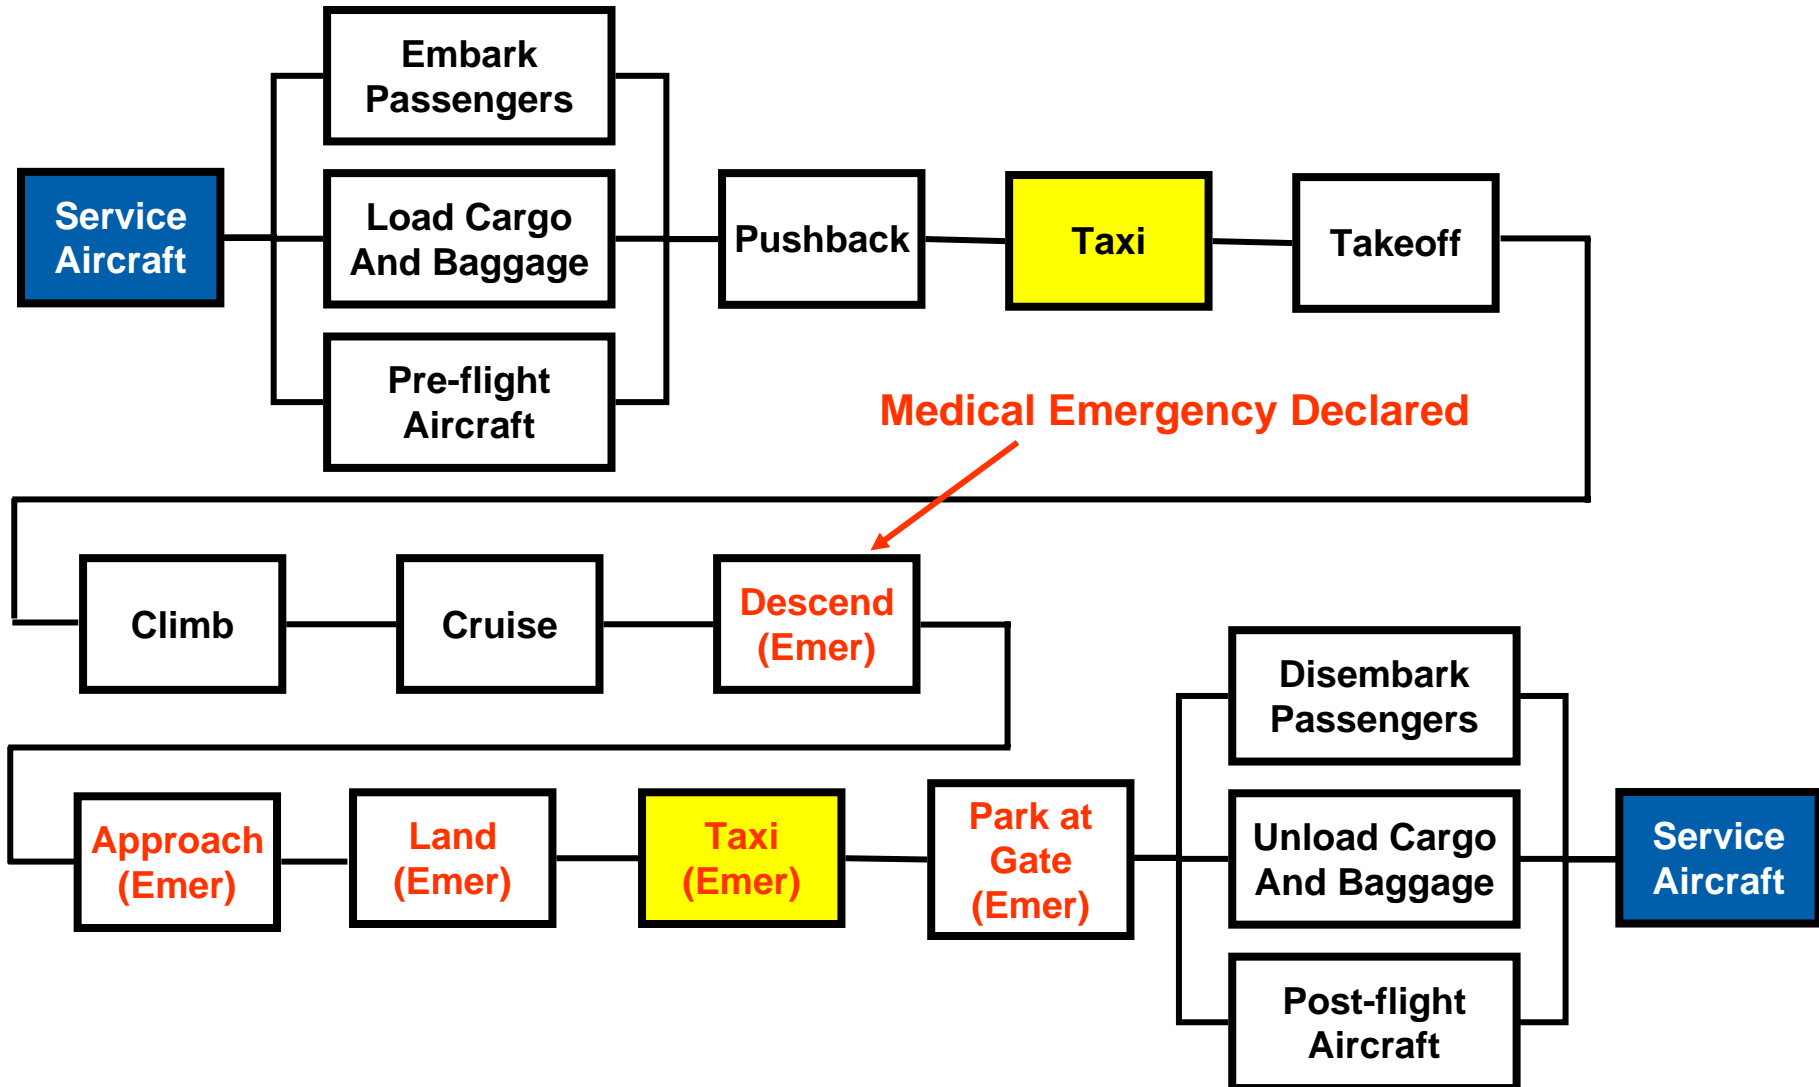 Embark
Passengers
Service
Aircraft
Load Cargo
And Baggage
Pre-flight
Aircraft
Pushback
Taxi
Takeoff
Medical Emergency Declared
Climb
Cruise
Descend
(Emer)
Approach
(Emer)
Land
(Emer)
Taxi
(Emer)
Park at
Gate
(Emer)
Disembark
Passengers
Unload Cargo
And Baggage
Post-flight
Aircraft
Service
Aircraft